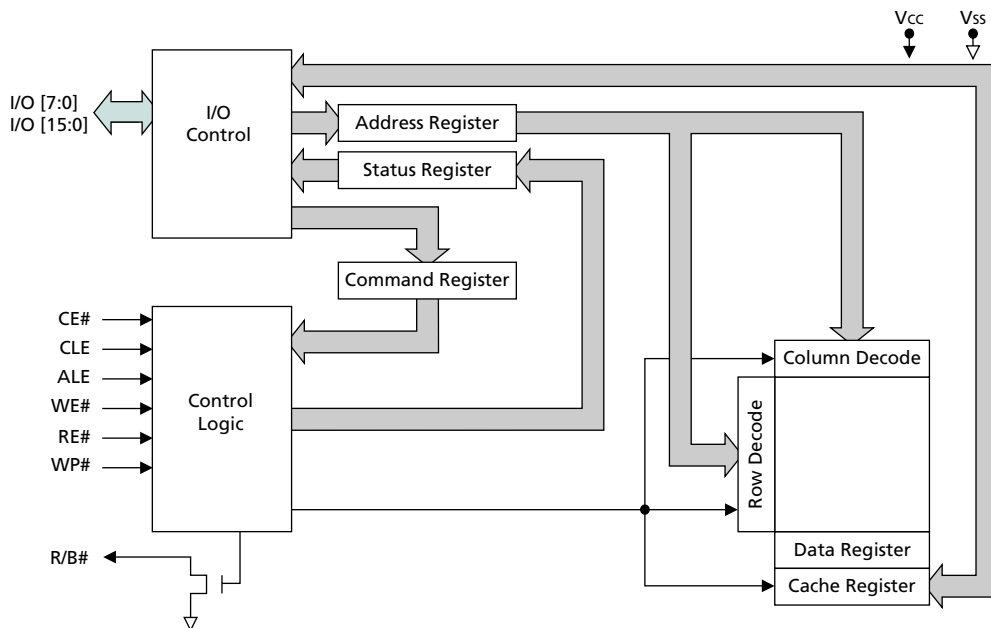 Vcc
Vss
I/O [7:0]
I/O [15:0]
I/O
Control
Address Register
Status Register
Command Register
CE#
CLE
ALE
WE#
RE#
WP#
Control
Logic
Column Decode
Row Decode
Data Register
Cache Register
R/B#